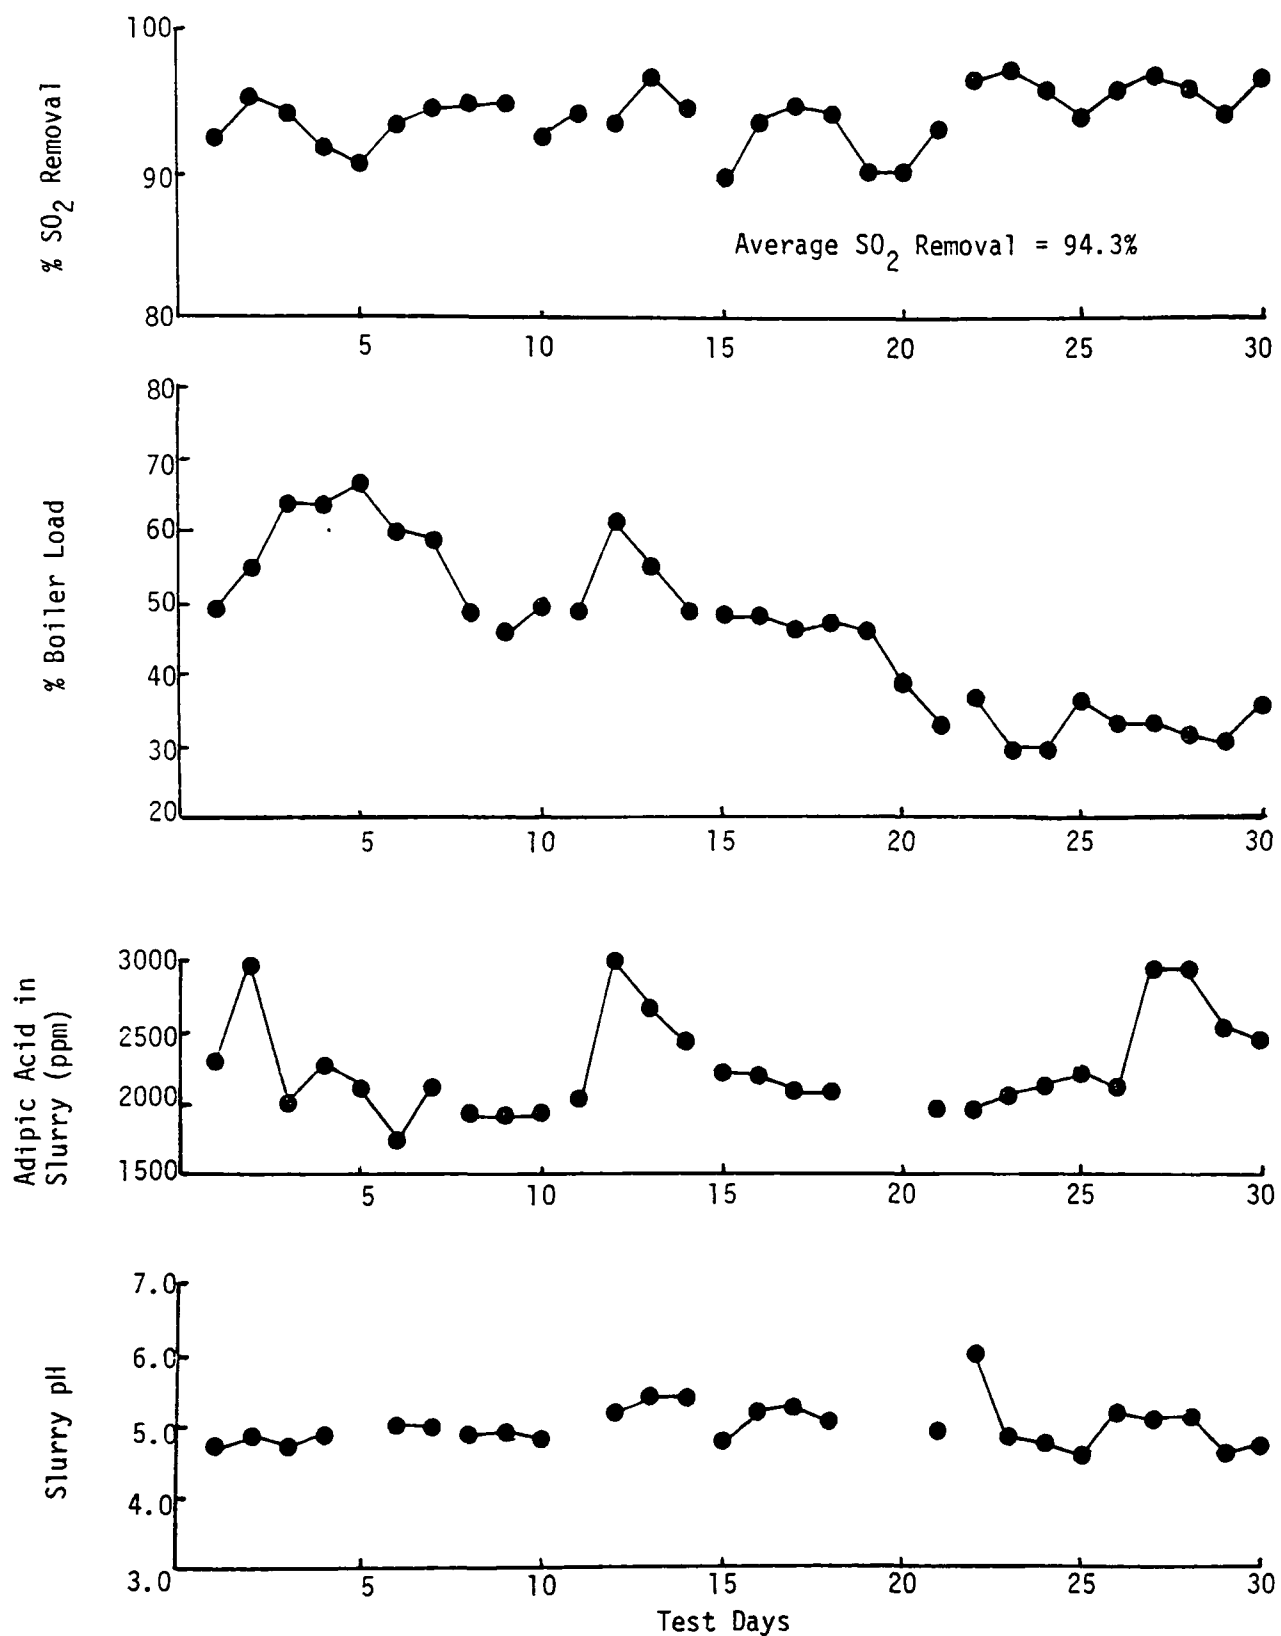 100
90
80
% SO2 Removal
Average SO2 Removal = 94.3%
5 10 15 20 25 30
80
70
60
50
40
30
20
% Boiler Load
5 10 15 20 25 30
3000
2500
2000
1500
Adipic Acid in
Slurry (ppm)
5 10 15 20 25 30
7.0
6.0
5.0
4.0
3.0
Slurry pH
5 10 15 20 25 30
Test Days